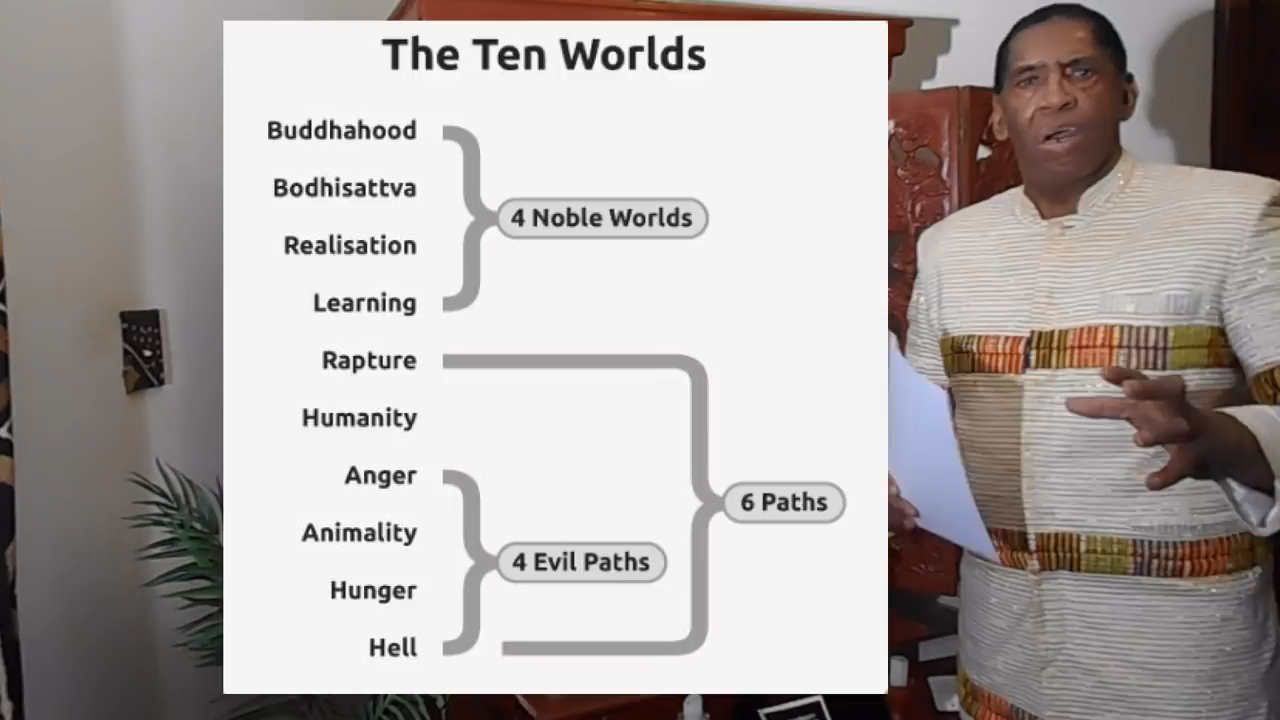 The Ten Worlds
Buddhahood
Bodhisattva
4 Noble Worlds
Realisation
Learning
Rapture
Humanity
Anger
6 Paths
Animality
4 Evil Paths
Hunger
Hell